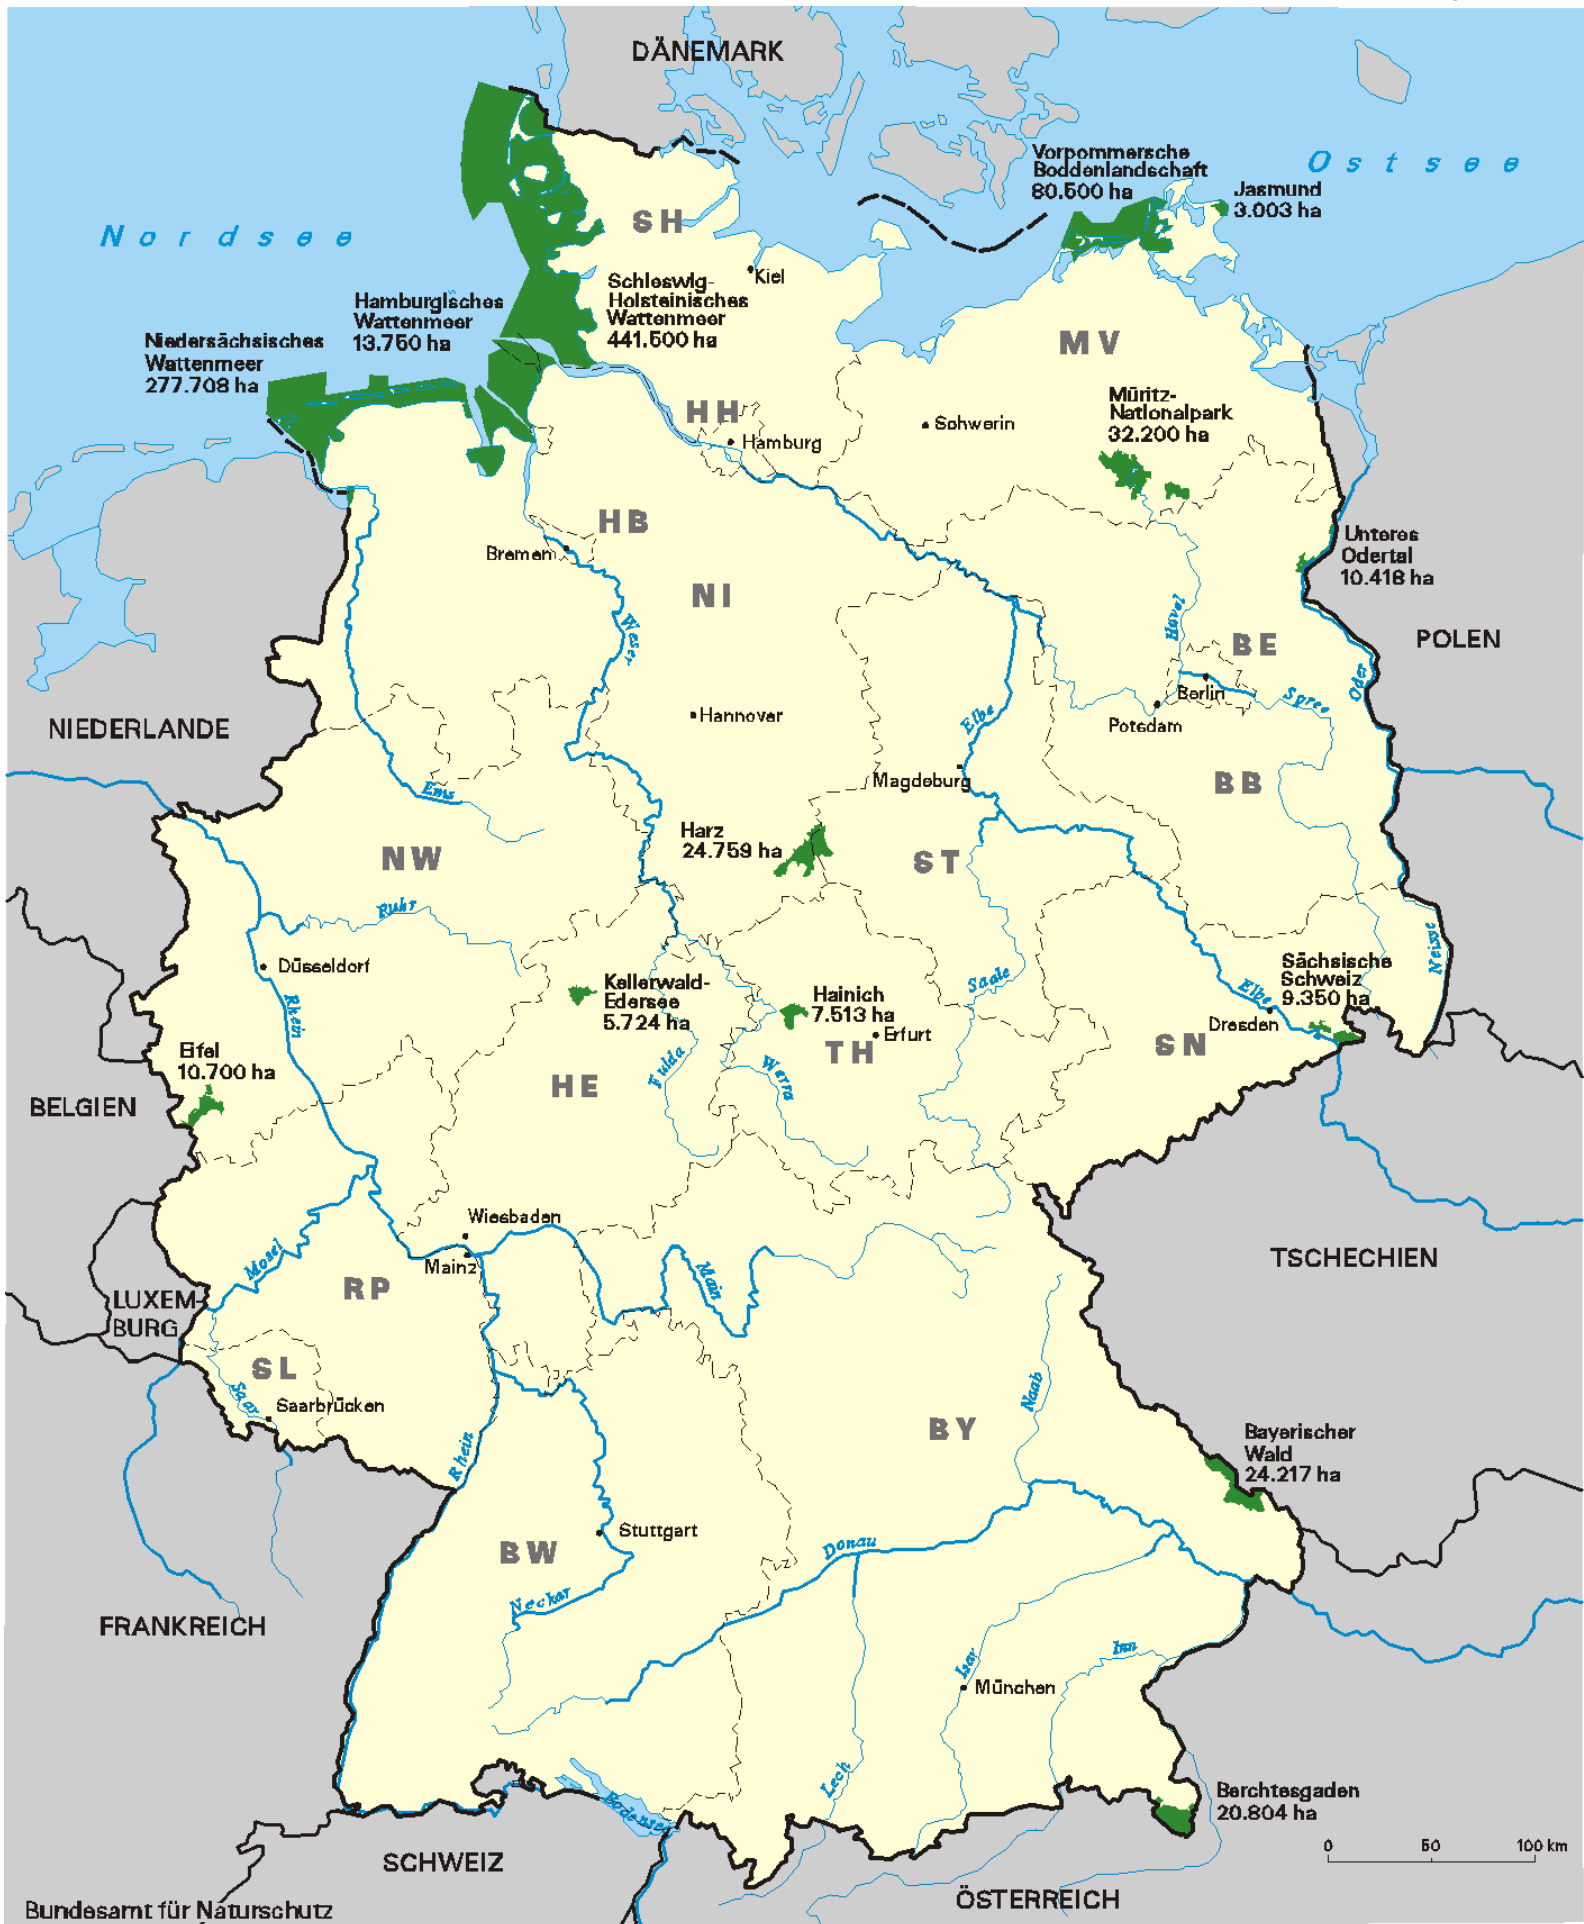 DÄNEMARK
Ostsee
Nordsee
Vorpommersche
Boddenlandschaft
80.500 ha
Jasmund
3.003 ha
SH
Kiel
Schleswig-
Holsteinisches
Wattenmeer
441.500 ha
Hamburgisches
Wattenmeer
13.750 ha
Niedersächsisches
Wattenmeer
277.708 ha
MV
Müritz-
Nationalpark
32.200 ha
HH
Hamburg
Schwerin
HB
Bremen
Unteres
Odertal
10.418 ha
NI
Weser
Havel
BE
POLEN
Berlin
Spree
Oder
Potsdam
NIEDERLANDE
Hannover
Elbe
Magdeburg
BB
Ems
NW
Harz
24.759 ha
ST
Ruhr
Düsseldorf
Rhein
Kellerwald-
Edersee
5.724 ha
Hainich
7.513 ha
Erfurt
TH
Saale
Sächsische
Schweiz
9.350 ha
Elbe
Dresden
Neisse
SN
Eifel
10.700 ha
BELGIEN
HE
Fulda
Werra
Wiesbaden
Mainz
Main
Mosel
RP
TSCHECHIEN
LUXEM-
BURG
SL
Saar
Saarbrücken
Rhein
Naab
BY
Bayerischer
Wald
24.217 ha
BW
Stuttgart
Neckar
Donau
FRANKREICH
Isar
Inn
München
Lech
Bodensee
Berchtesgaden
20.804 ha
0 50 100 km
SCHWEIZ
ÖSTERREICH
Bundesamt für Naturschutz